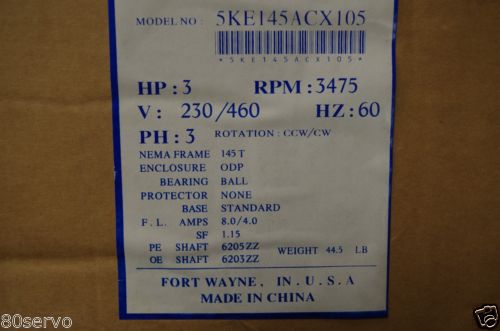 MODEL NO : 5KE145ACX105
*5KE145ACX105*
HP : 3 RPM : 3475
V : 230/460 HZ : 60
PH : 3 ROTATION : CCW/CW
NEMA FRAME 145 T
ENCLOSURE ODP
BEARING BALL
PROTECTOR NONE
BASE STANDARD
F. L. AMPS 8.0/4.0
SF 1.15
PE SHAFT 6205ZZ WEIGHT 44.5 LB
OE SHAFT 6203ZZ
FORT WAYNE, IN. U. S. A
MADE IN CHINA
80servo